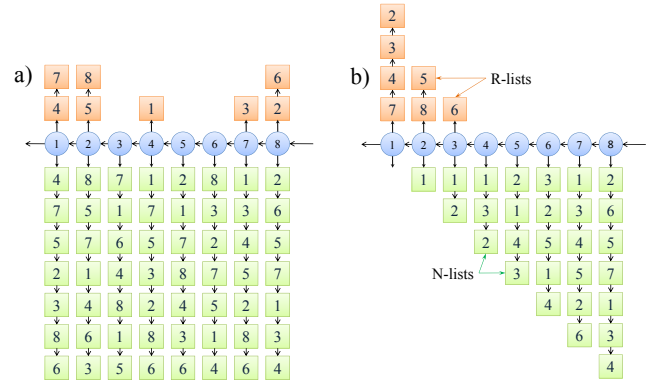 a)
7 8 6
4 5 1 3 2
1 2 3 4 5 6 7 8
4 8 7 1 2 8 1 2
7 5 1 7 1 3 3 6
5 7 6 5 7 2 4 5
2 1 4 3 8 7 5 7
3 4 8 2 4 5 2 1
8 6 1 8 3 1 8 3
6 3 5 6 6 4 6 4
b)
2
3
4 5 R-lists
7 8 6
1 2 3 4 5 6 7 8
1 1 1 2 3 1 2
2 3 1 2 3 6
2 4 5 4 5
N-lists 3 1 5 7
4 2 1
6 3
4